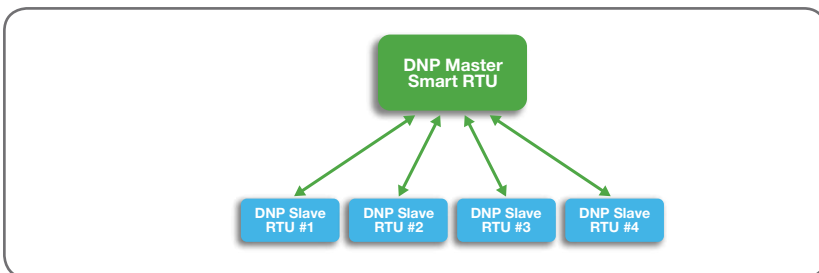 DNP Master
Smart RTU
DNP Slave
RTU #1
DNP Slave
RTU #2
DNP Slave
RTU #3
DNP Slave
RTU #4